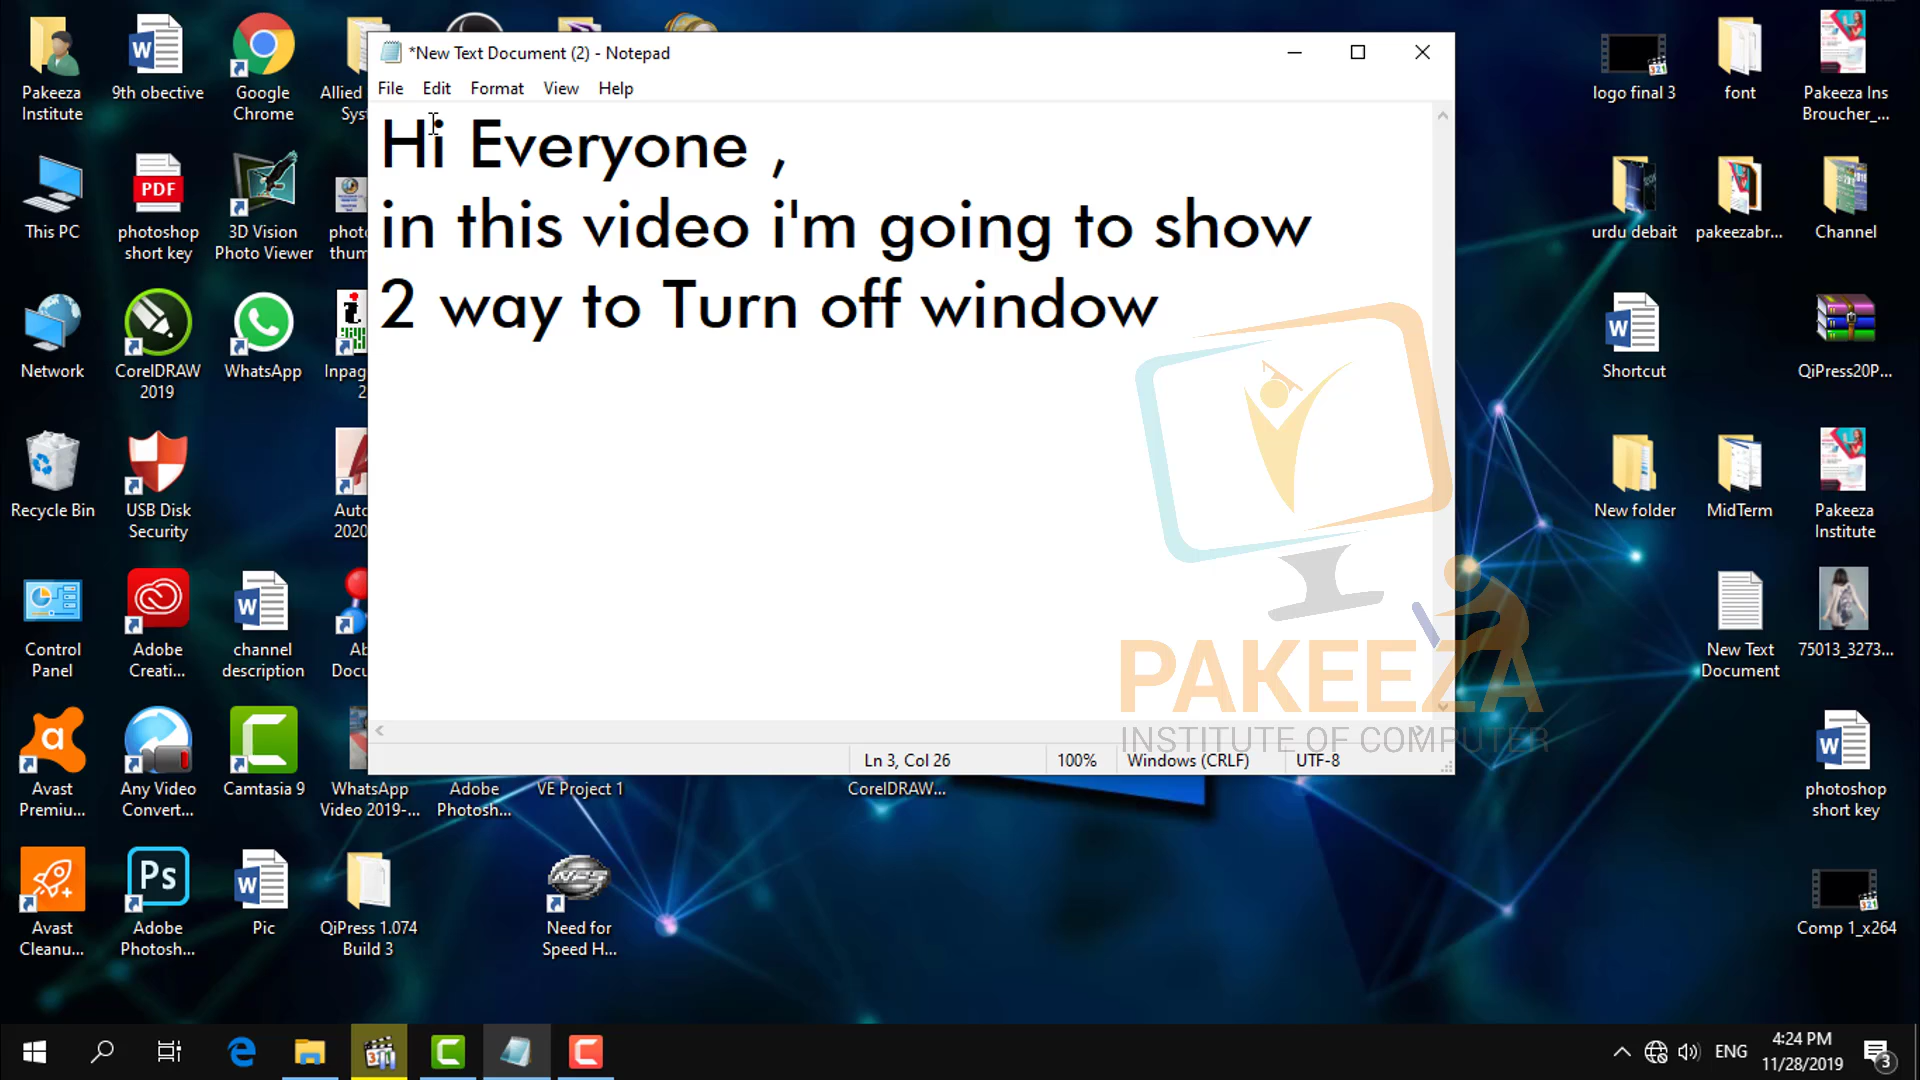 *New Text Document (2) - Notepad
File Edit Format View Help
Hi Everyone ,
in this video i'm going to show
2 way to Turn off window
Ln 3, Col 26
100%
Windows (CRLF)
UTF-8
PAKEEZA
INSTITUTE OF COMPUTER
Pakeeza
Institute
9th obective
Google
Chrome
Allied
This PC
PDF
photoshop
short key
3D Vision
Photo Viewer
Network
CorelDRAW
2019
WhatsApp
Recycle Bin
USB Disk
Security
2020
Control
Panel
Adobe
Creati...
channel
description
Avast
Premiu...
Any Video
Convert...
Camtasia 9
WhatsApp
Video 2019-...
Adobe
Photosh...
VE Project 1
CorelDRAW...
Avast
Cleanu...
Ps
Adobe
Photosh...
Pic
QiPress 1.074
Build 3
NFS
Need for
Speed H...
logo final 3
font
Pakeeza Ins
Broucher_...
urdu debait
pakeezabr...
Channel
Shortcut
QiPress20P...
New folder
MidTerm
Pakeeza
Institute
New Text
Document
75013_3273...
photoshop
short key
Comp 1_x264
ENG
4:24 PM
11/28/2019
3